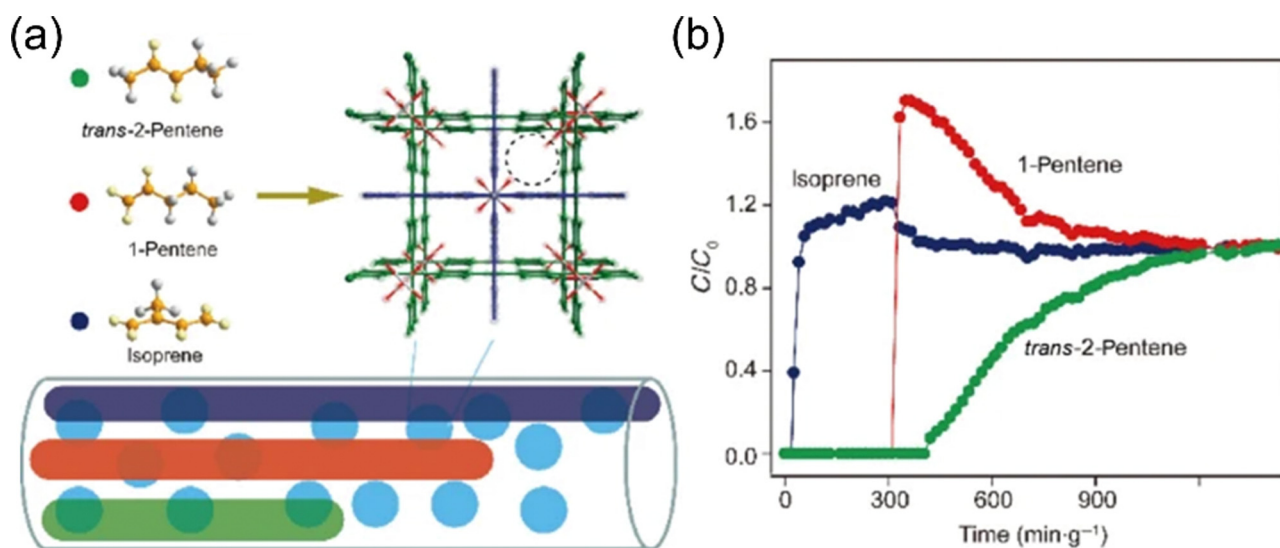 (a)
trans-2-Pentene
1-Pentene
Isoprene
(b)
C/C₀
1.6
1.2
0.8
0.4
0.0
Isoprene
1-Pentene
trans-2-Pentene
0 300 600 900
Time (min·g⁻¹)